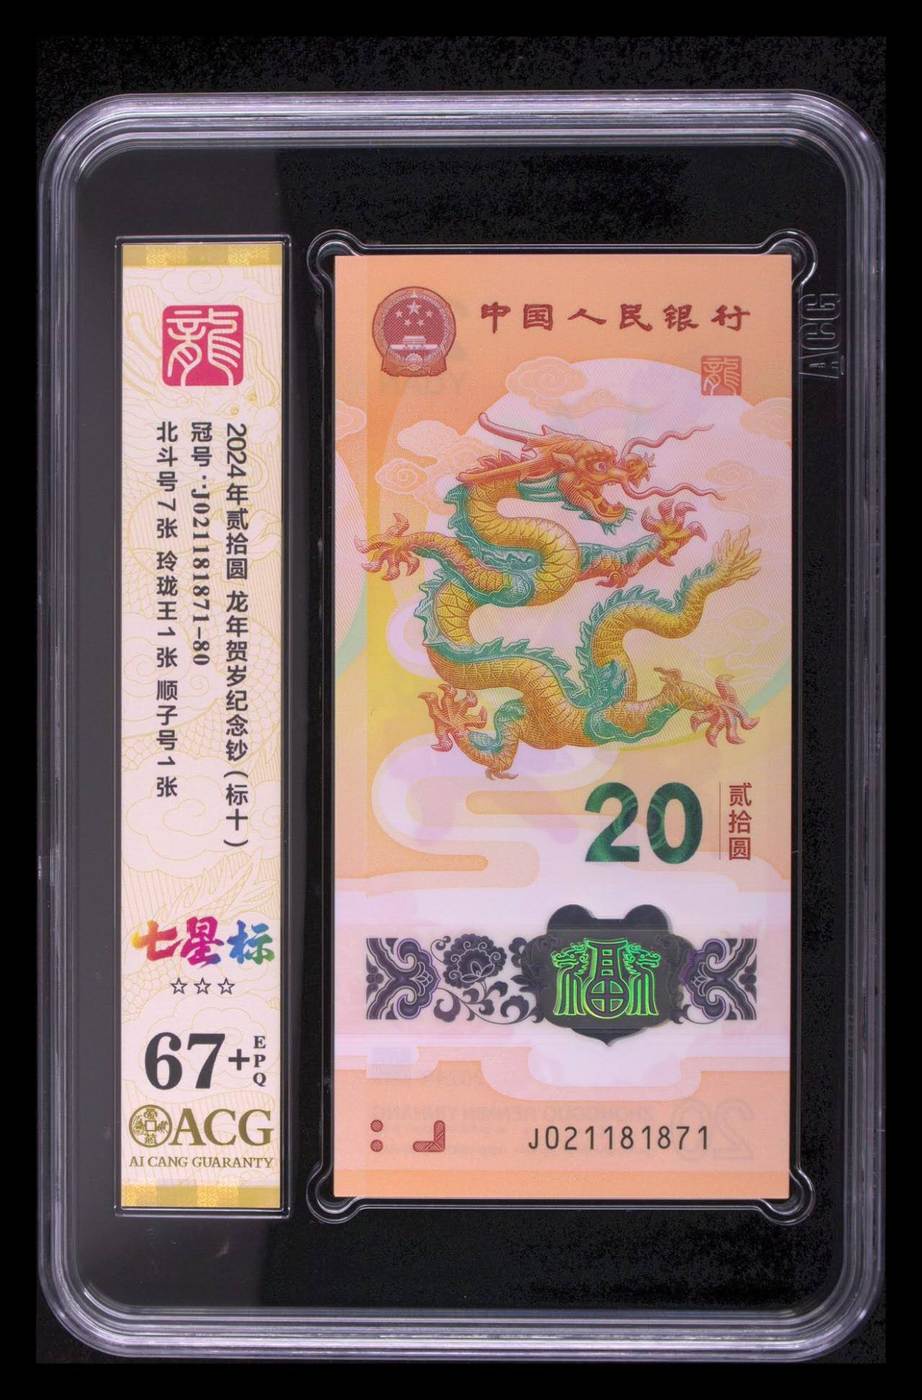 龍
2024年贰拾圆 龙年贺岁纪念钞(标十)
冠号:J021181871-80
北斗号7张 玲珑王1张 顺子号1张
七星标
☆☆☆
67+EPQ
ACG
AI CANG GUARANTY
中国人民银行
龍
20
贰拾圆
J021181871
ACG